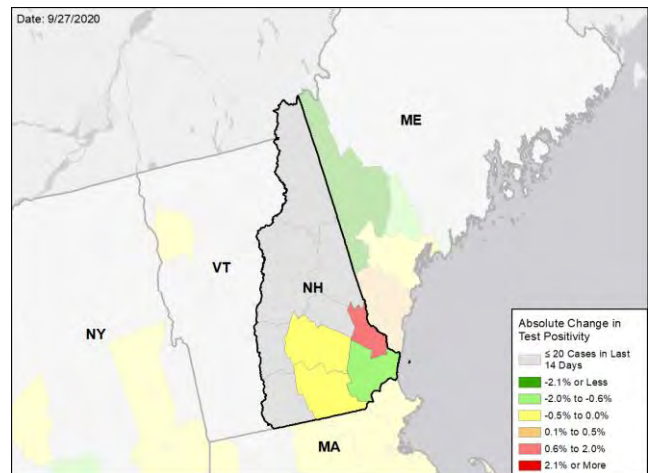 Date: 9/27/2020
ME
VT
NH
NY
MA
Absolute Change in
Test Positivity
≤ 20 Cases in Last
14 Days
-2.1% or Less
-2.0% to -0.6%
-0.5% to 0.0%
0.1% to 0.5%
0.6% to 2.0%
2.1% or More